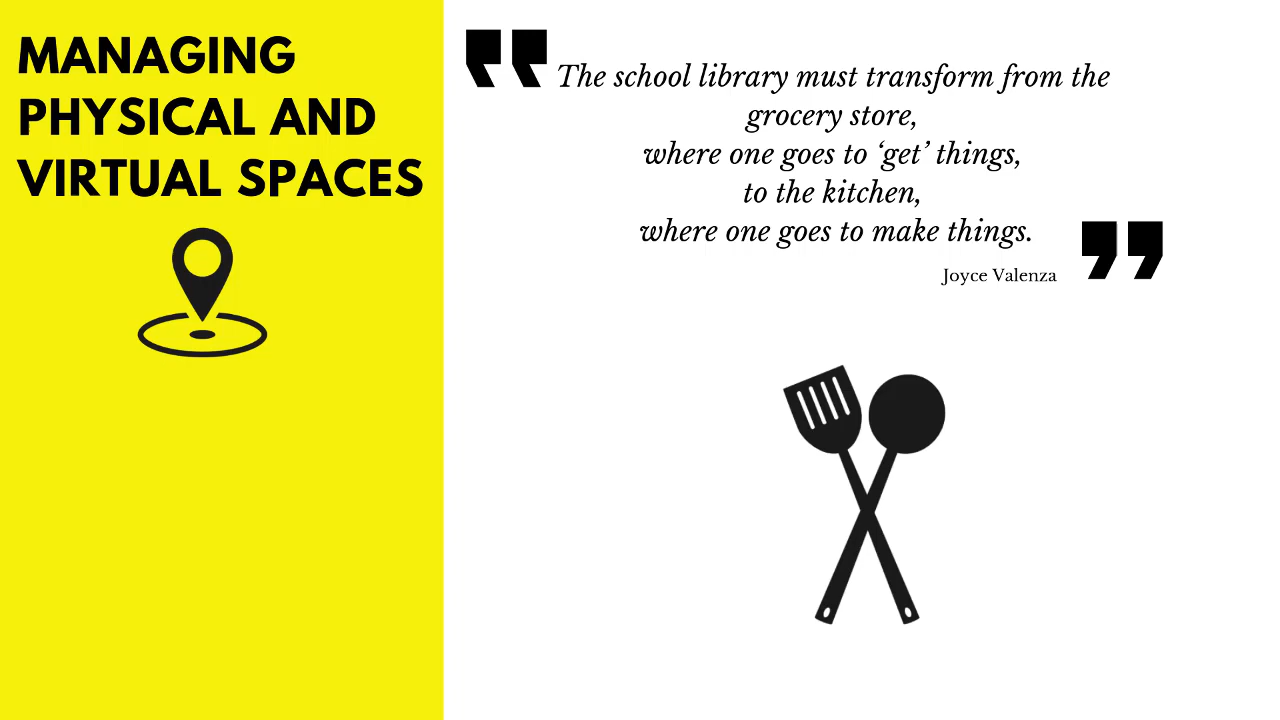 MANAGING
PHYSICAL AND
VIRTUAL SPACES
The school library must transform from the
grocery store,
where one goes to ‘get’ things,
to the kitchen,
where one goes to make things.
Joyce Valenza